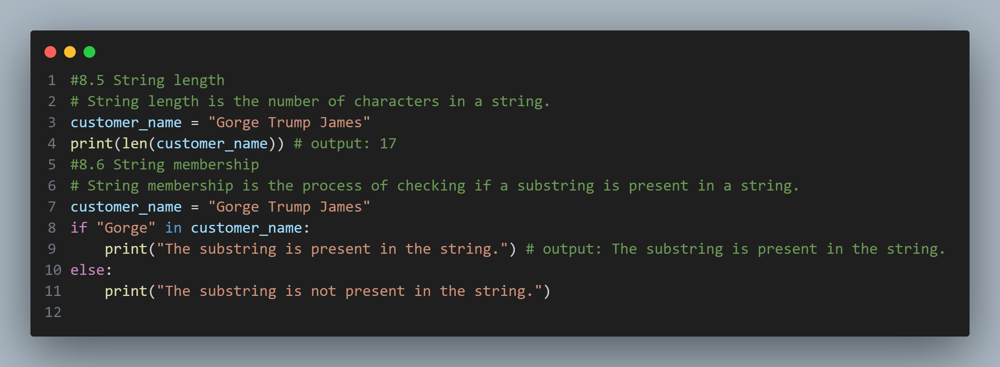 1 #8.5 String length
2 # String length is the number of characters in a string.
3 customer_name = "Gorge Trump James"
4 print(len(customer_name)) # output: 17
5 #8.6 String membership
6 # String membership is the process of checking if a substring is present in a string.
7 customer_name = "Gorge Trump James"
8 if "Gorge" in customer_name:
9     print("The substring is present in the string.") # output: The substring is present in the string.
10 else:
11     print("The substring is not present in the string.")
12